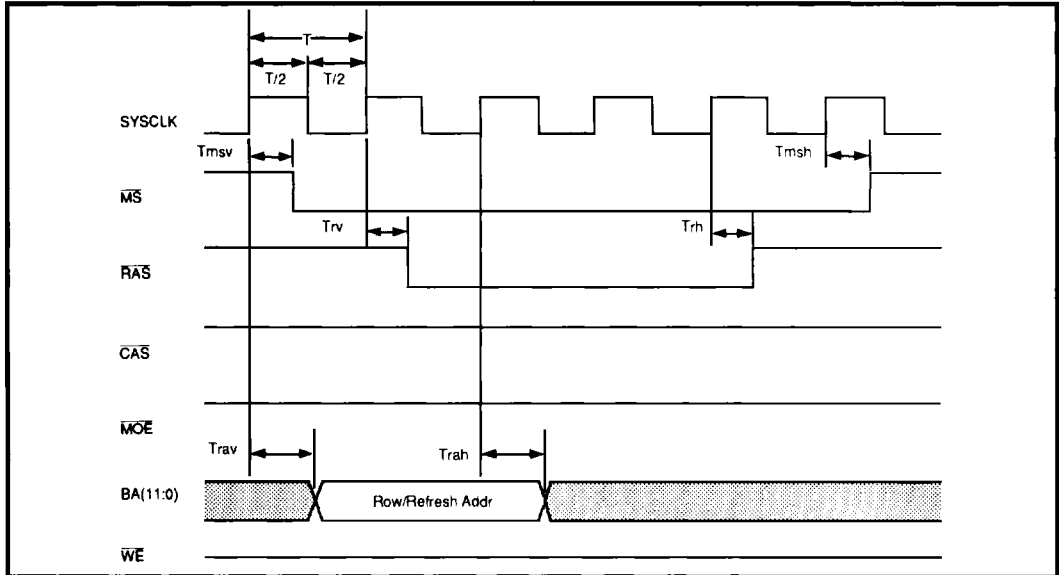 T
T/2 T/2
SYSCLK
Tmsv Tmsh
MS
Trv Trh
RAS
CAS
MOE
Trav Trah
BA(11:0) Row/Refresh Addr
WE